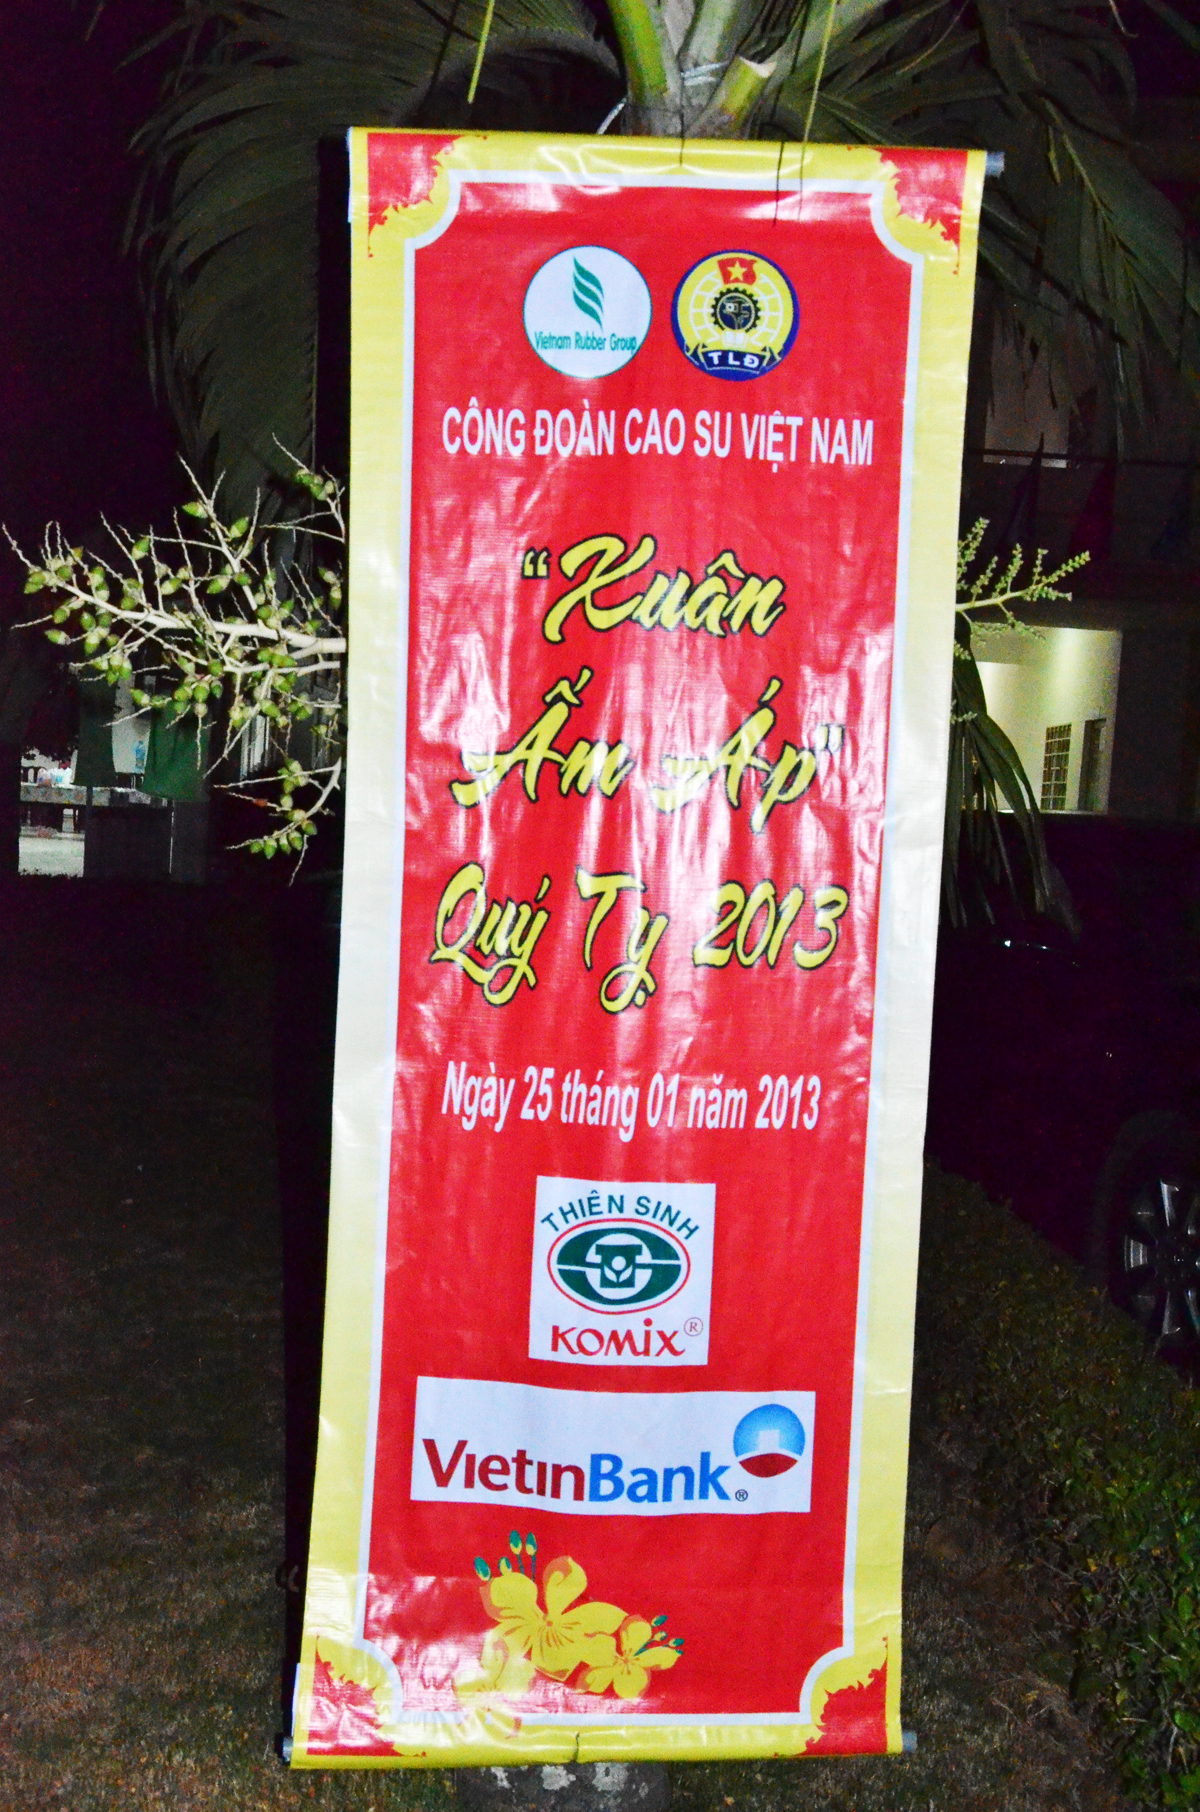 Vietnam Rubber Group
TLĐ
CÔNG ĐOÀN CAO SU VIỆT NAM
“Xuân
Ấm Áp”
Quý Tỵ 2013
Ngày 25 tháng 01 năm 2013
THIÊN SINH
KOMIX®
VietinBank®